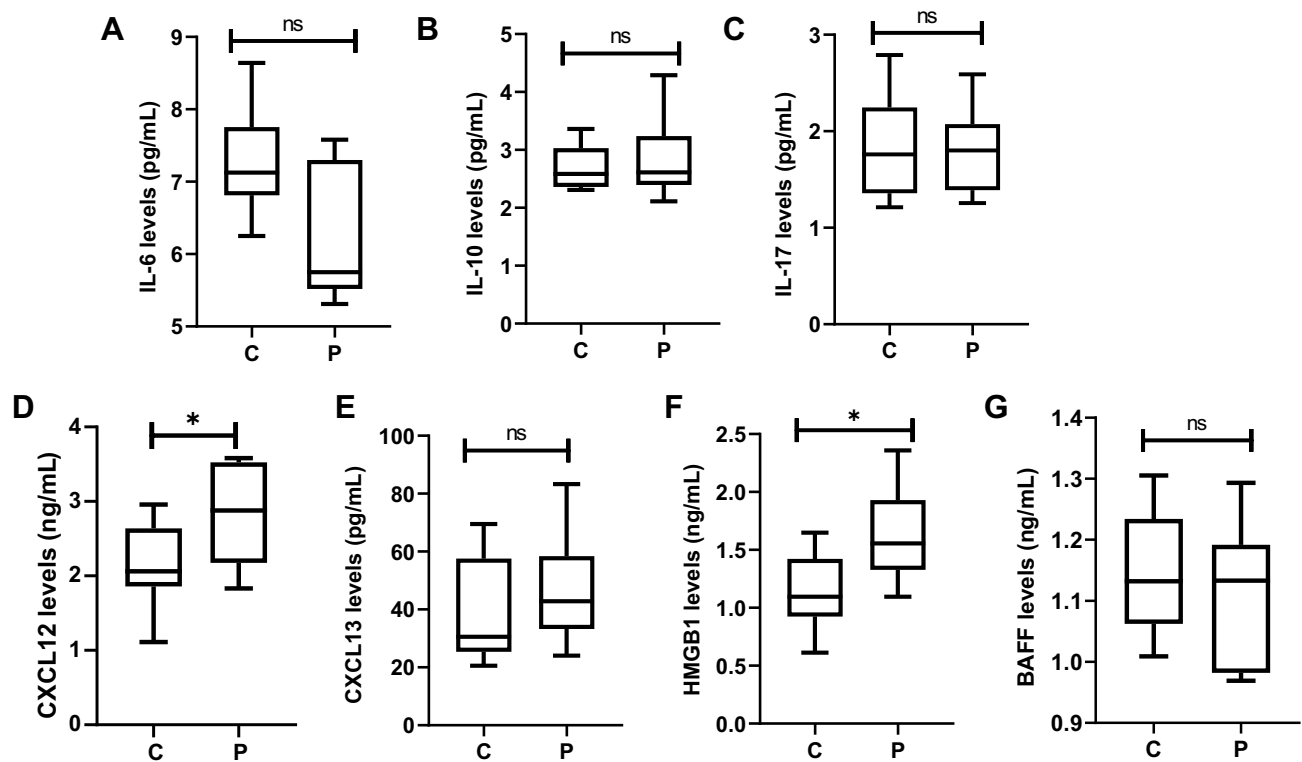 A
IL-6 levels (pg/mL)
9
8
7
6
5
ns
C
P
B
IL-10 levels (pg/mL)
5
4
3
2
1
0
ns
C
P
C
IL-17 levels (pg/mL)
3
2
1
0
ns
C
P
D
CXCL12 levels (ng/mL)
4
3
2
1
0
*
C
P
E
CXCL13 levels (pg/mL)
100
80
60
40
20
0
ns
C
P
F
HMGB1 levels (ng/mL)
2.5
2.0
1.5
1.0
0.5
0.0
*
C
P
G
BAFF levels (ng/mL)
1.4
1.3
1.2
1.1
1.0
0.9
ns
C
P